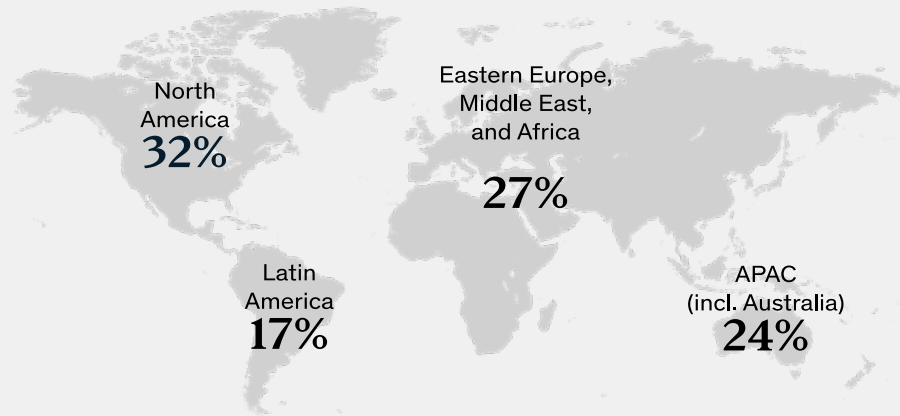 North
America
32%
Eastern Europe,
Middle East,
and Africa
27%
Latin
America
17%
APAC
(incl. Australia)
24%